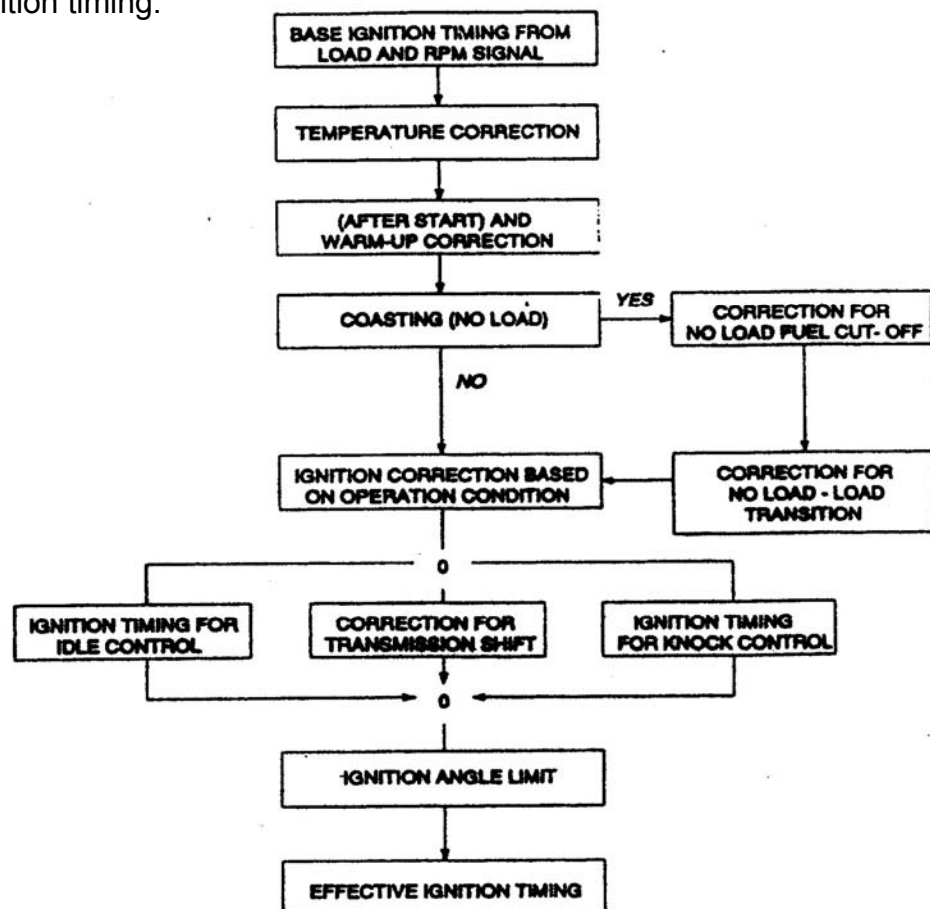 ition timing.
BASE IGNITION TIMING FROM
LOAD AND RPM SIGNAL
TEMPERATURE CORRECTION
(AFTER START) AND
WARM-UP CORRECTION
COASTING (NO LOAD)
YES
CORRECTION FOR
NO LOAD FUEL CUT- OFF
NO
IGNITION CORRECTION BASED
ON OPERATION CONDITION
CORRECTION FOR
NO LOAD - LOAD
TRANSITION
0
IGNITION TIMING FOR
IDLE CONTROL
CORRECTION FOR
TRANSMISSION SHIFT
IGNITION TIMING
FOR KNOCK CONTROL
0
IGNITION ANGLE LIMIT
EFFECTIVE IGNITION TIMING